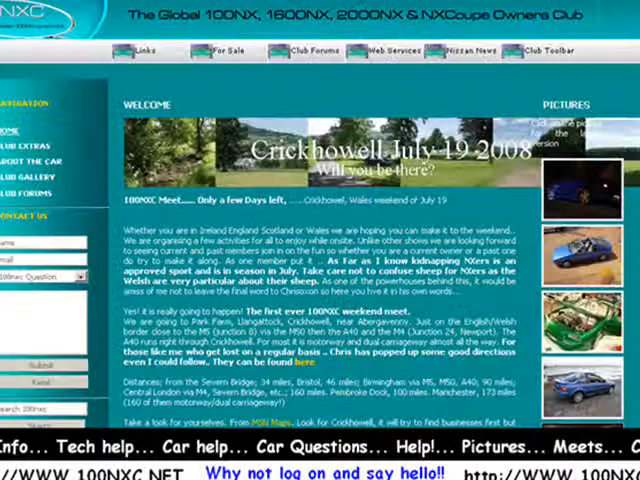 NXC
The Global 100NX, 1600NX, 2000NX & NXCoupe Owners Club
Links For Sale Club Forums Web Services Nissan News Club Toolbar
AVIGATION
WELCOME
PICTURES
OME
LUB EXTRAS
BOUT THE CAR
LUB GALLERY
LUB FORUMS
ONTACT US
ame
mail
100nxc Question
Submit
earch 100nxc
Crickhowell July 19 2008
Will you be there?
version
100NXC Meet...... Only a few Days left, ......Crickhowel, Wales weekend of July 19
Whether you are in Ireland England Scotland or Wales we are hoping you can make it to the weekend..
We are organising a few activities for all to enjoy while onsite. Unlike other shows we are looking forward
to seeing current and past members join in on the fun so whether you are a current owner or a past one
do try to make it along. As one member put it ... As Far as I know kidnapping NXers is an
approved sport and is in season in July. Take care not to confuse sheep for NXers as the
Welsh are very particular about their sheep. As one of the powerhouses behind this, it would be
amiss of me not to leave the final word to Chrisoxon so here you have it in his own words...
Yes! it is really going to happen! The first ever 100NXC weekend meet.
We are going to Park Farm, Llangattock, Crickhowell, near Abergavenny. Just on the English/Welsh
border close to the M5 (Junction 8) via the M50 then the A40 and the M4 (Junction 24, Newport). The
A40 runs right through Crickhowell. For most it is motorway and dual carriageway almost all the way. For
those like me who get lost on a regular basis .. Chris has popped up some good directions
even I could follow.. They can be found here
Distances; from the Severn Bridge; 34 miles, Bristol, 46 miles; Birmingham via M5, M50, A40; 90 miles;
Central London via M4, Severn Bridge, etc.; 160 miles. Pembroke Dock, 100 miles. Manchester, 173 miles
(160 of them motorway/dual carriageway!)
Take a look for yourselves. From MSN Maps. Look for Crickhowell, it will try to find businesses first but
Info... Tech help... Car help... Car Questions... Help!... Pictures... Meets... C
//WWW.100NXC.NET Why not log on and say hello!! http://WWW.100NX